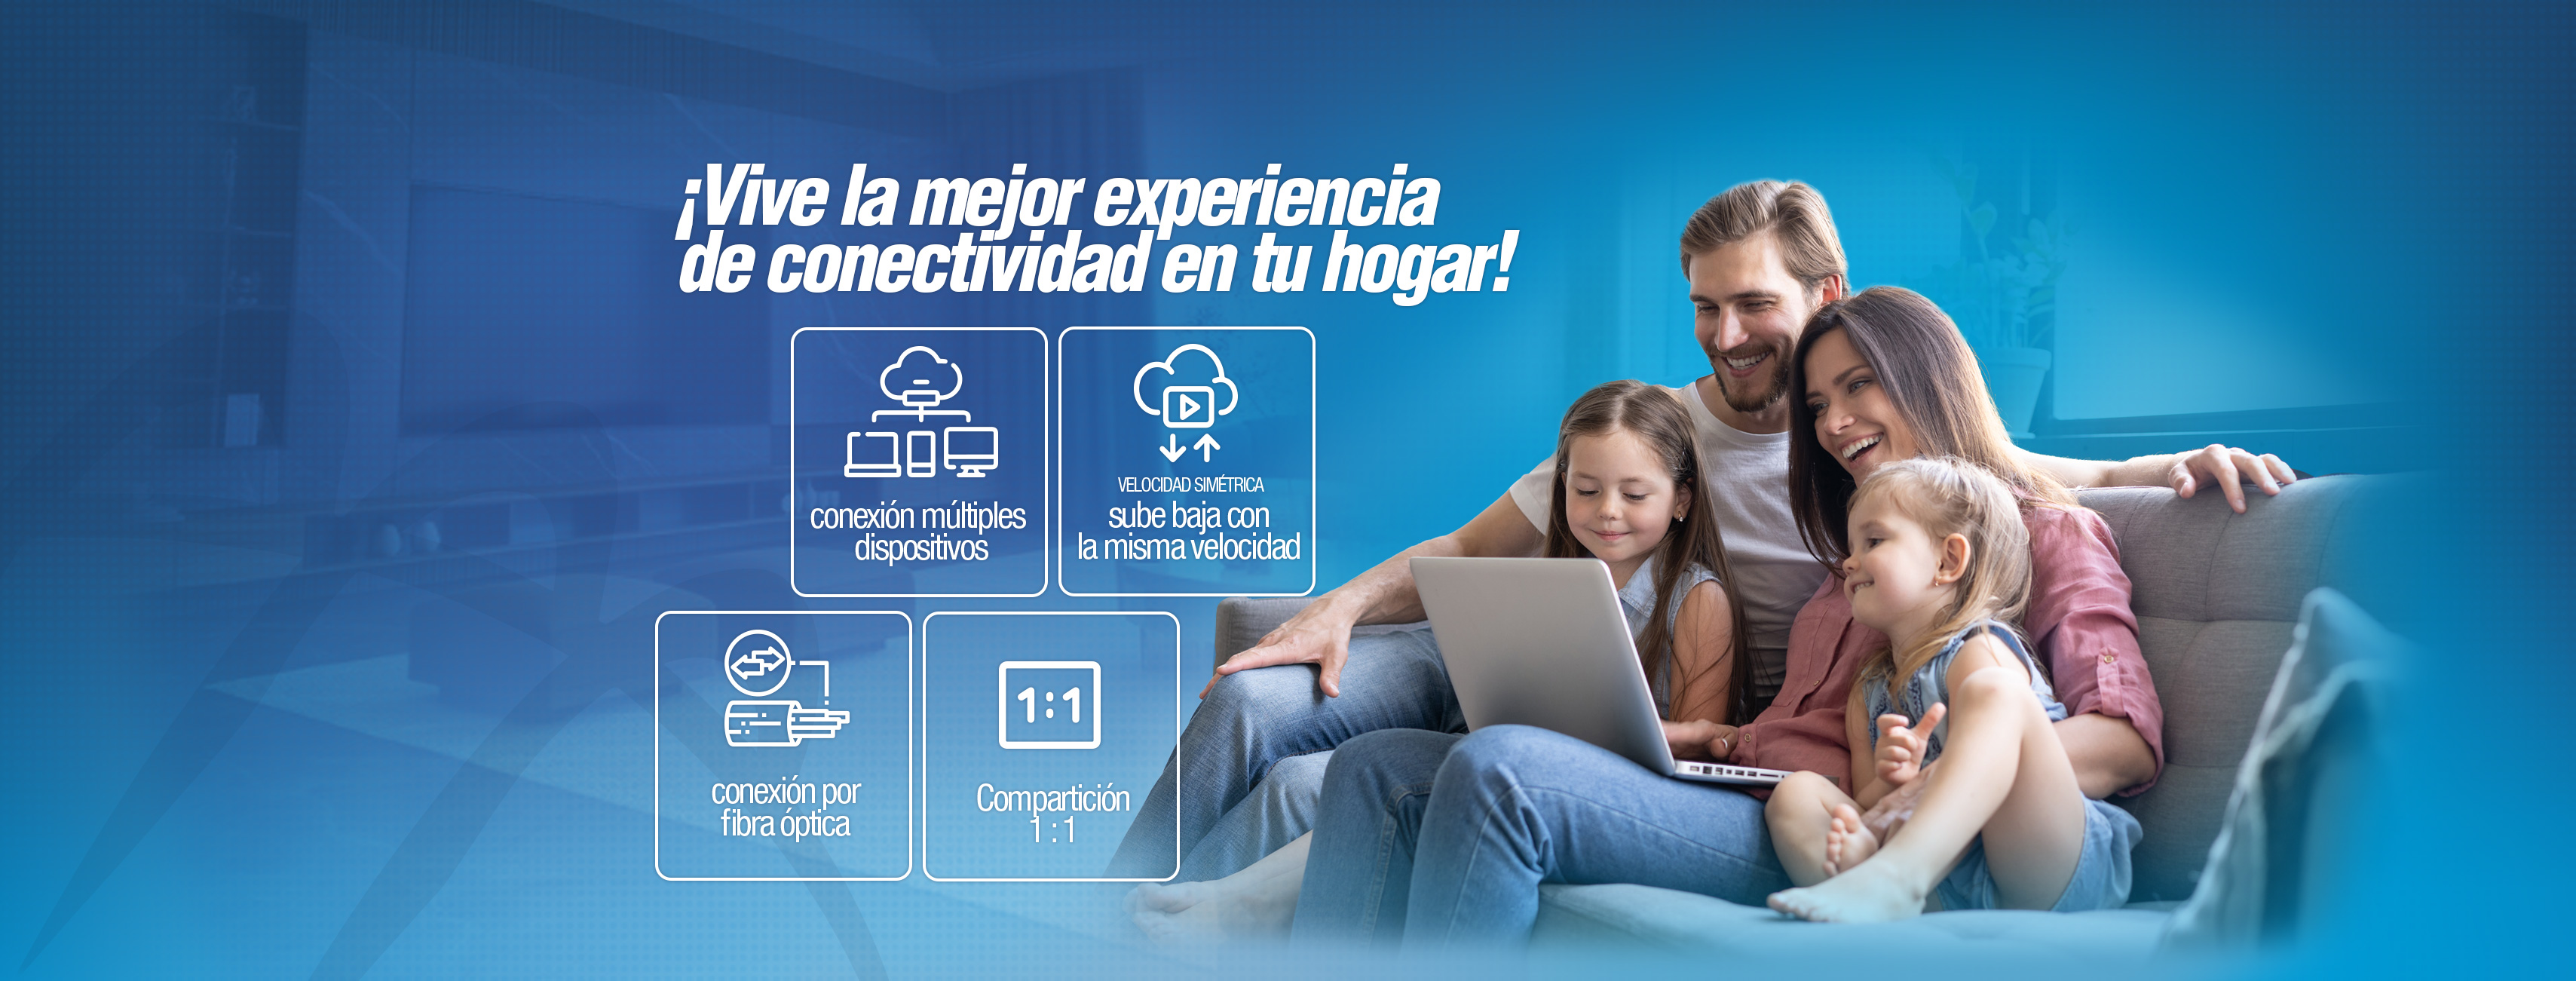 ¡Vive la mejor experiencia
de conectividad en tu hogar!
conexión múltiples
dispositivos
VELOCIDAD SIMÉTRICA
sube baja con
la misma velocidad
conexión por
fibra óptica
1:1
Compartición
1 : 1